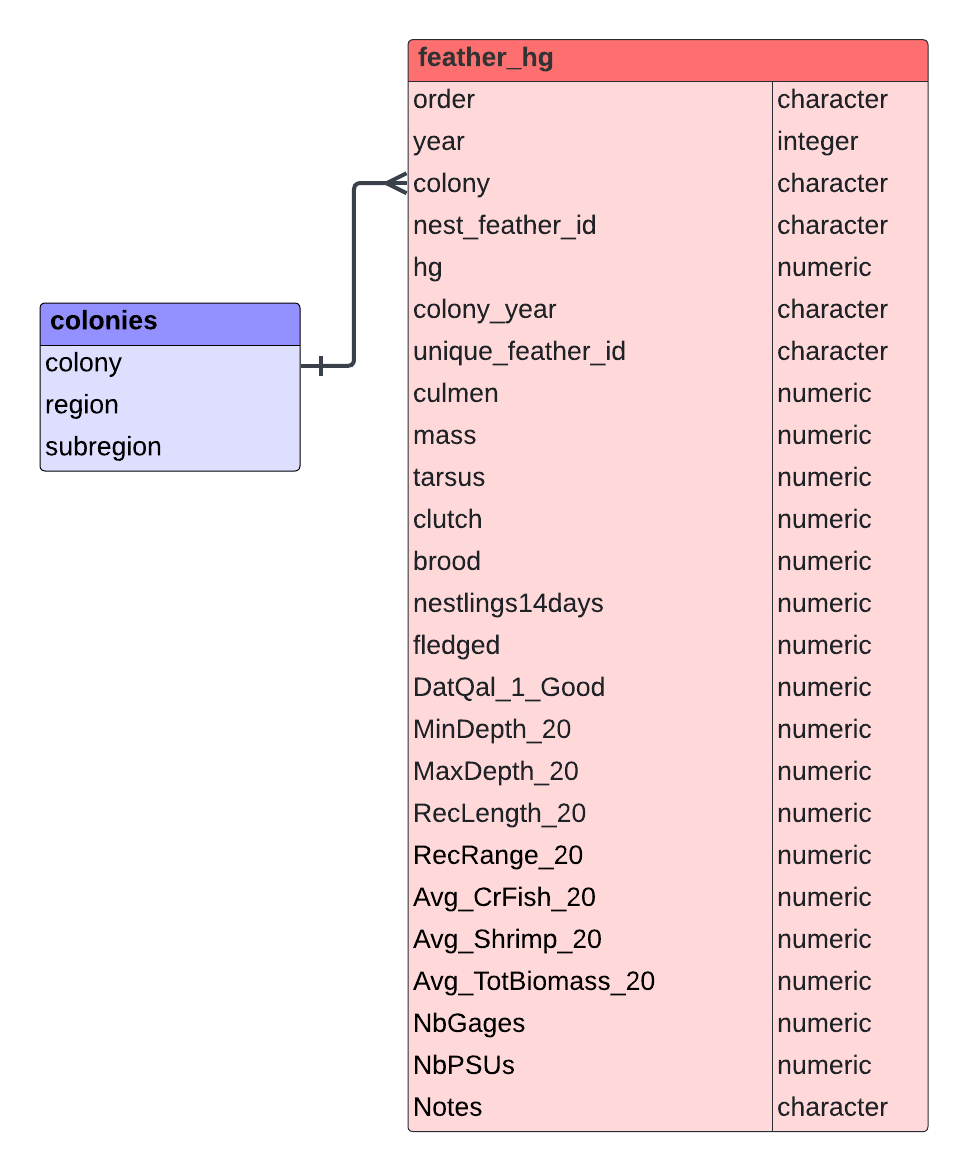 feather_hg
order character
year integer
colony character
nest_feather_id character
hg numeric
colony_year character
unique_feather_id character
culmen numeric
mass numeric
tarsus numeric
clutch numeric
brood numeric
nestlings14days numeric
fledged numeric
DatQal_1_Good numeric
MinDepth_20 numeric
MaxDepth_20 numeric
RecLength_20 numeric
RecRange_20 numeric
Avg_CrFish_20 numeric
Avg_Shrimp_20 numeric
Avg_TotBiomass_20 numeric
NbGages numeric
NbPSUs numeric
Notes character
colonies
colony
region
subregion